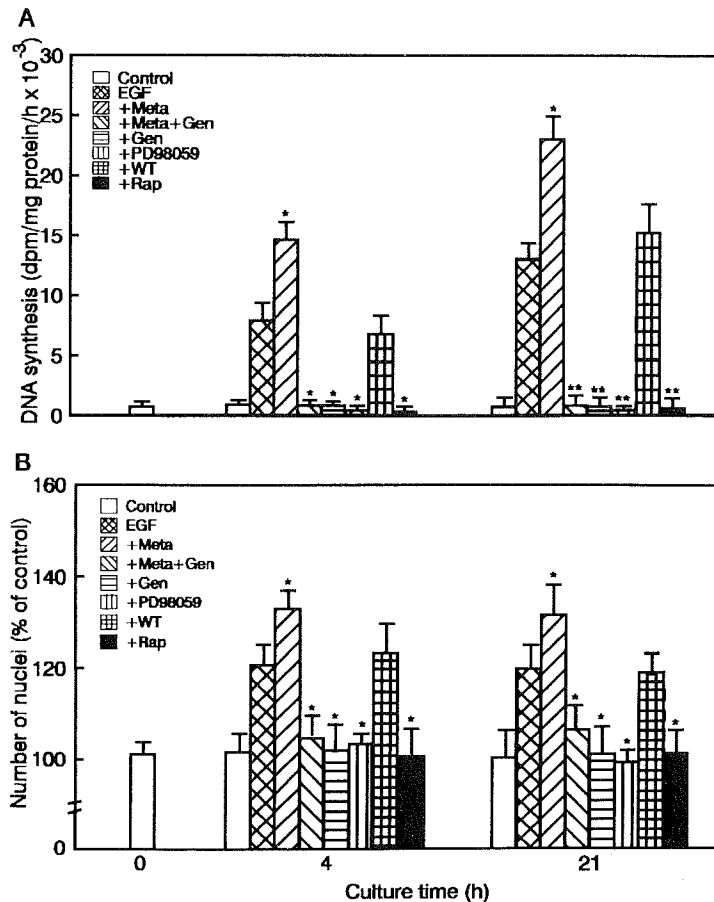 A
DNA synthesis (dpm/mg protein/h x 10-3)
30
25
20
15
10
5
0
Control
EGF
+Meta
+Meta+Gen
+Gen
+PD98059
+WT
+Rap
*
*
*
*
*
*
*
**
**
**
**
B
Number of nuclei (% of control)
160
140
120
100
0
Control
EGF
+Meta
+Meta+Gen
+Gen
+PD98059
+WT
+Rap
*
*
*
*
*
*
*
*
*
*
0
4
21
Culture time (h)